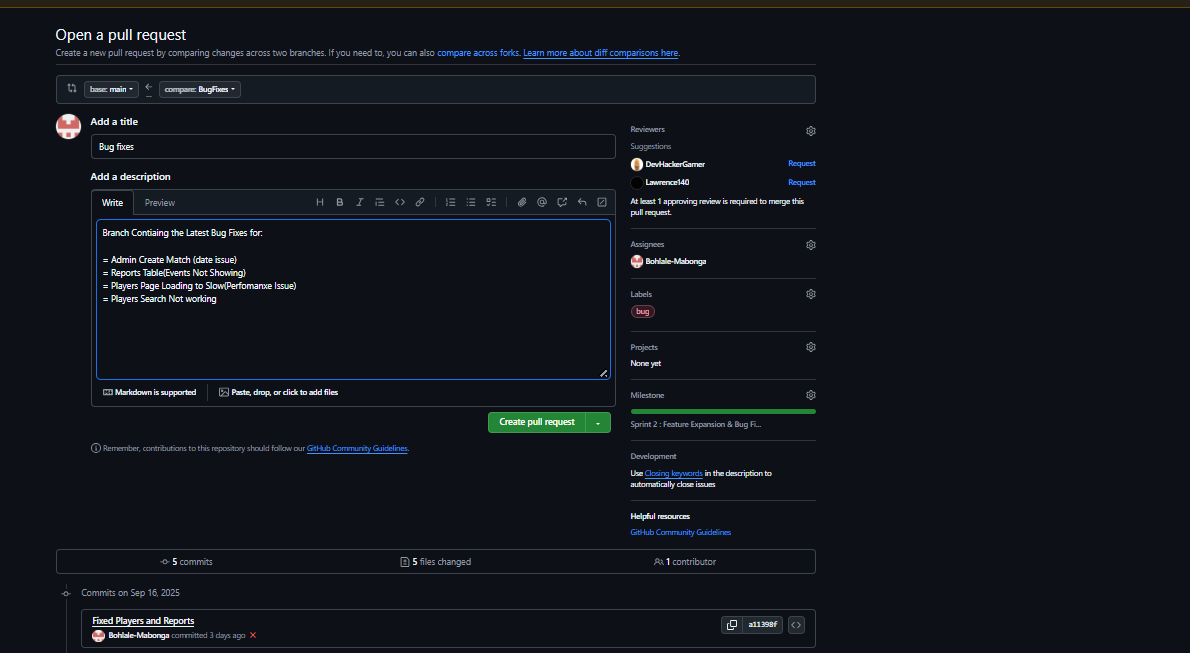 Open a pull request
Create a new pull request by comparing changes across two branches. If you need to, you can also compare across forks. Learn more about diff comparisons here.
base: main
compare: BugFixes
Add a title
Bug fixes
Add a description
Write
Preview
Branch Contiaing the Latest Bug Fixes for:
= Admin Create Match (date issue)
= Reports Table(Events Not Showing)
= Players Page Loading to Slow(Perfomanxe Issue)
= Players Search Not working
Markdown is supported
Paste, drop, or click to add files
Create pull request
Remember, contributions to this repository should follow our GitHub Community Guidelines.
Reviewers
Suggestions
DevHackerGamer
Request
Lawrence140
Request
At least 1 approving review is required to merge this
pull request.
Assignees
Bohlale-Mabonga
Labels
bug
Projects
None yet
Milestone
Sprint 2 : Feature Expansion & Bug Fi...
Development
Use Closing keywords in the description to
automatically close issues
Helpful resources
GitHub Community Guidelines
5 commits
5 files changed
1 contributor
Commits on Sep 16, 2025
Fixed Players and Reports
Bohlale-Mabonga committed 3 days ago
a11398f